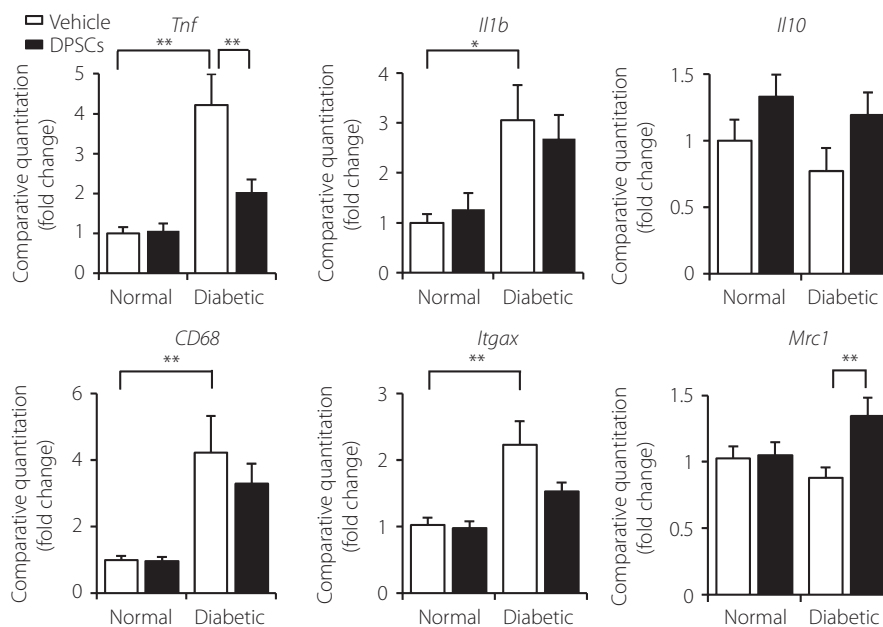 Vehicle
DPSCs
Tnf
**
**
Comparative quantitation
(fold change)
5
4
3
2
1
0
Normal
Diabetic
Il1b
*
Comparative quantitation
(fold change)
4
3
2
1
0
Normal
Diabetic
Il10
Comparative quantitation
(fold change)
1.5
1
0.5
0
Normal
Diabetic
CD68
**
Comparative quantitation
(fold change)
6
4
2
0
Normal
Diabetic
Itgax
**
Comparative quantitation
(fold change)
3
2
1
0
Normal
Diabetic
Mrc1
**
Comparative quantitation
(fold change)
1.5
1
0.5
0
Normal
Diabetic